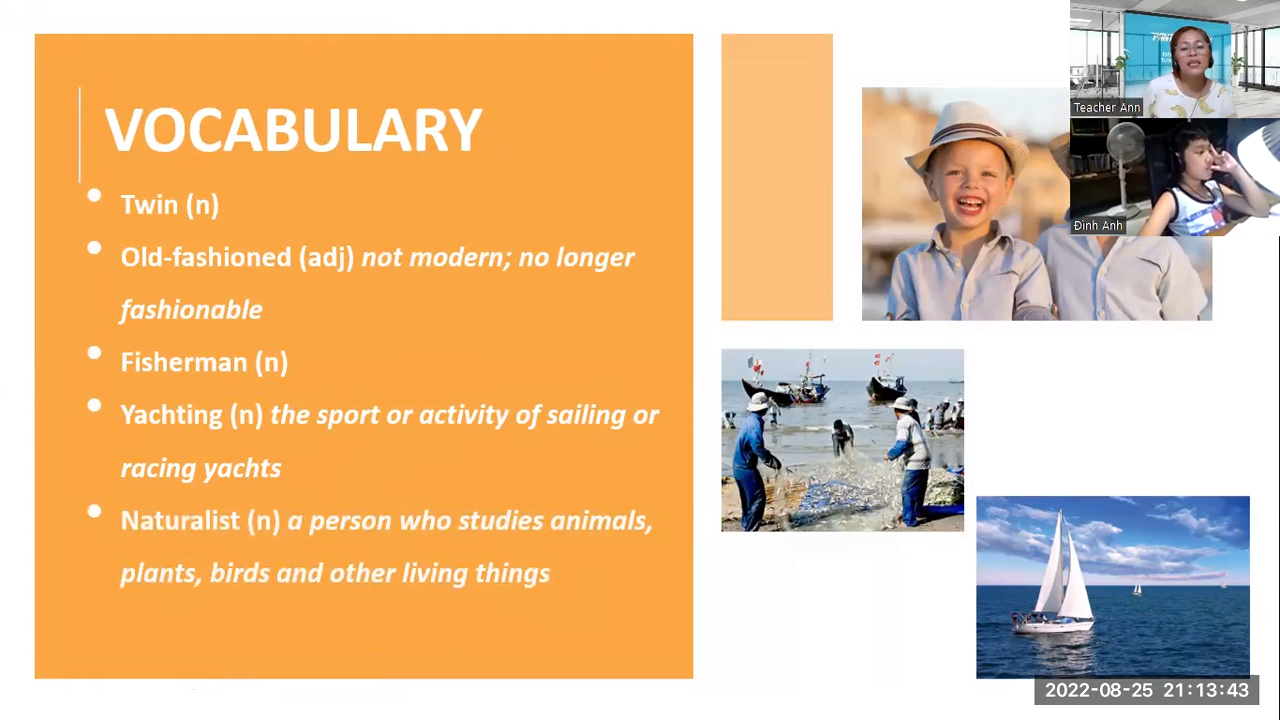 VOCABULARY
Twin (n)
Old-fashioned (adj) not modern; no longer
fashionable
Fisherman (n)
Yachting (n) the sport or activity of sailing or
racing yachts
Naturalist (n) a person who studies animals,
plants, birds and other living things
Teacher Ann
Đình Anh
2022-08-25 21:13:43